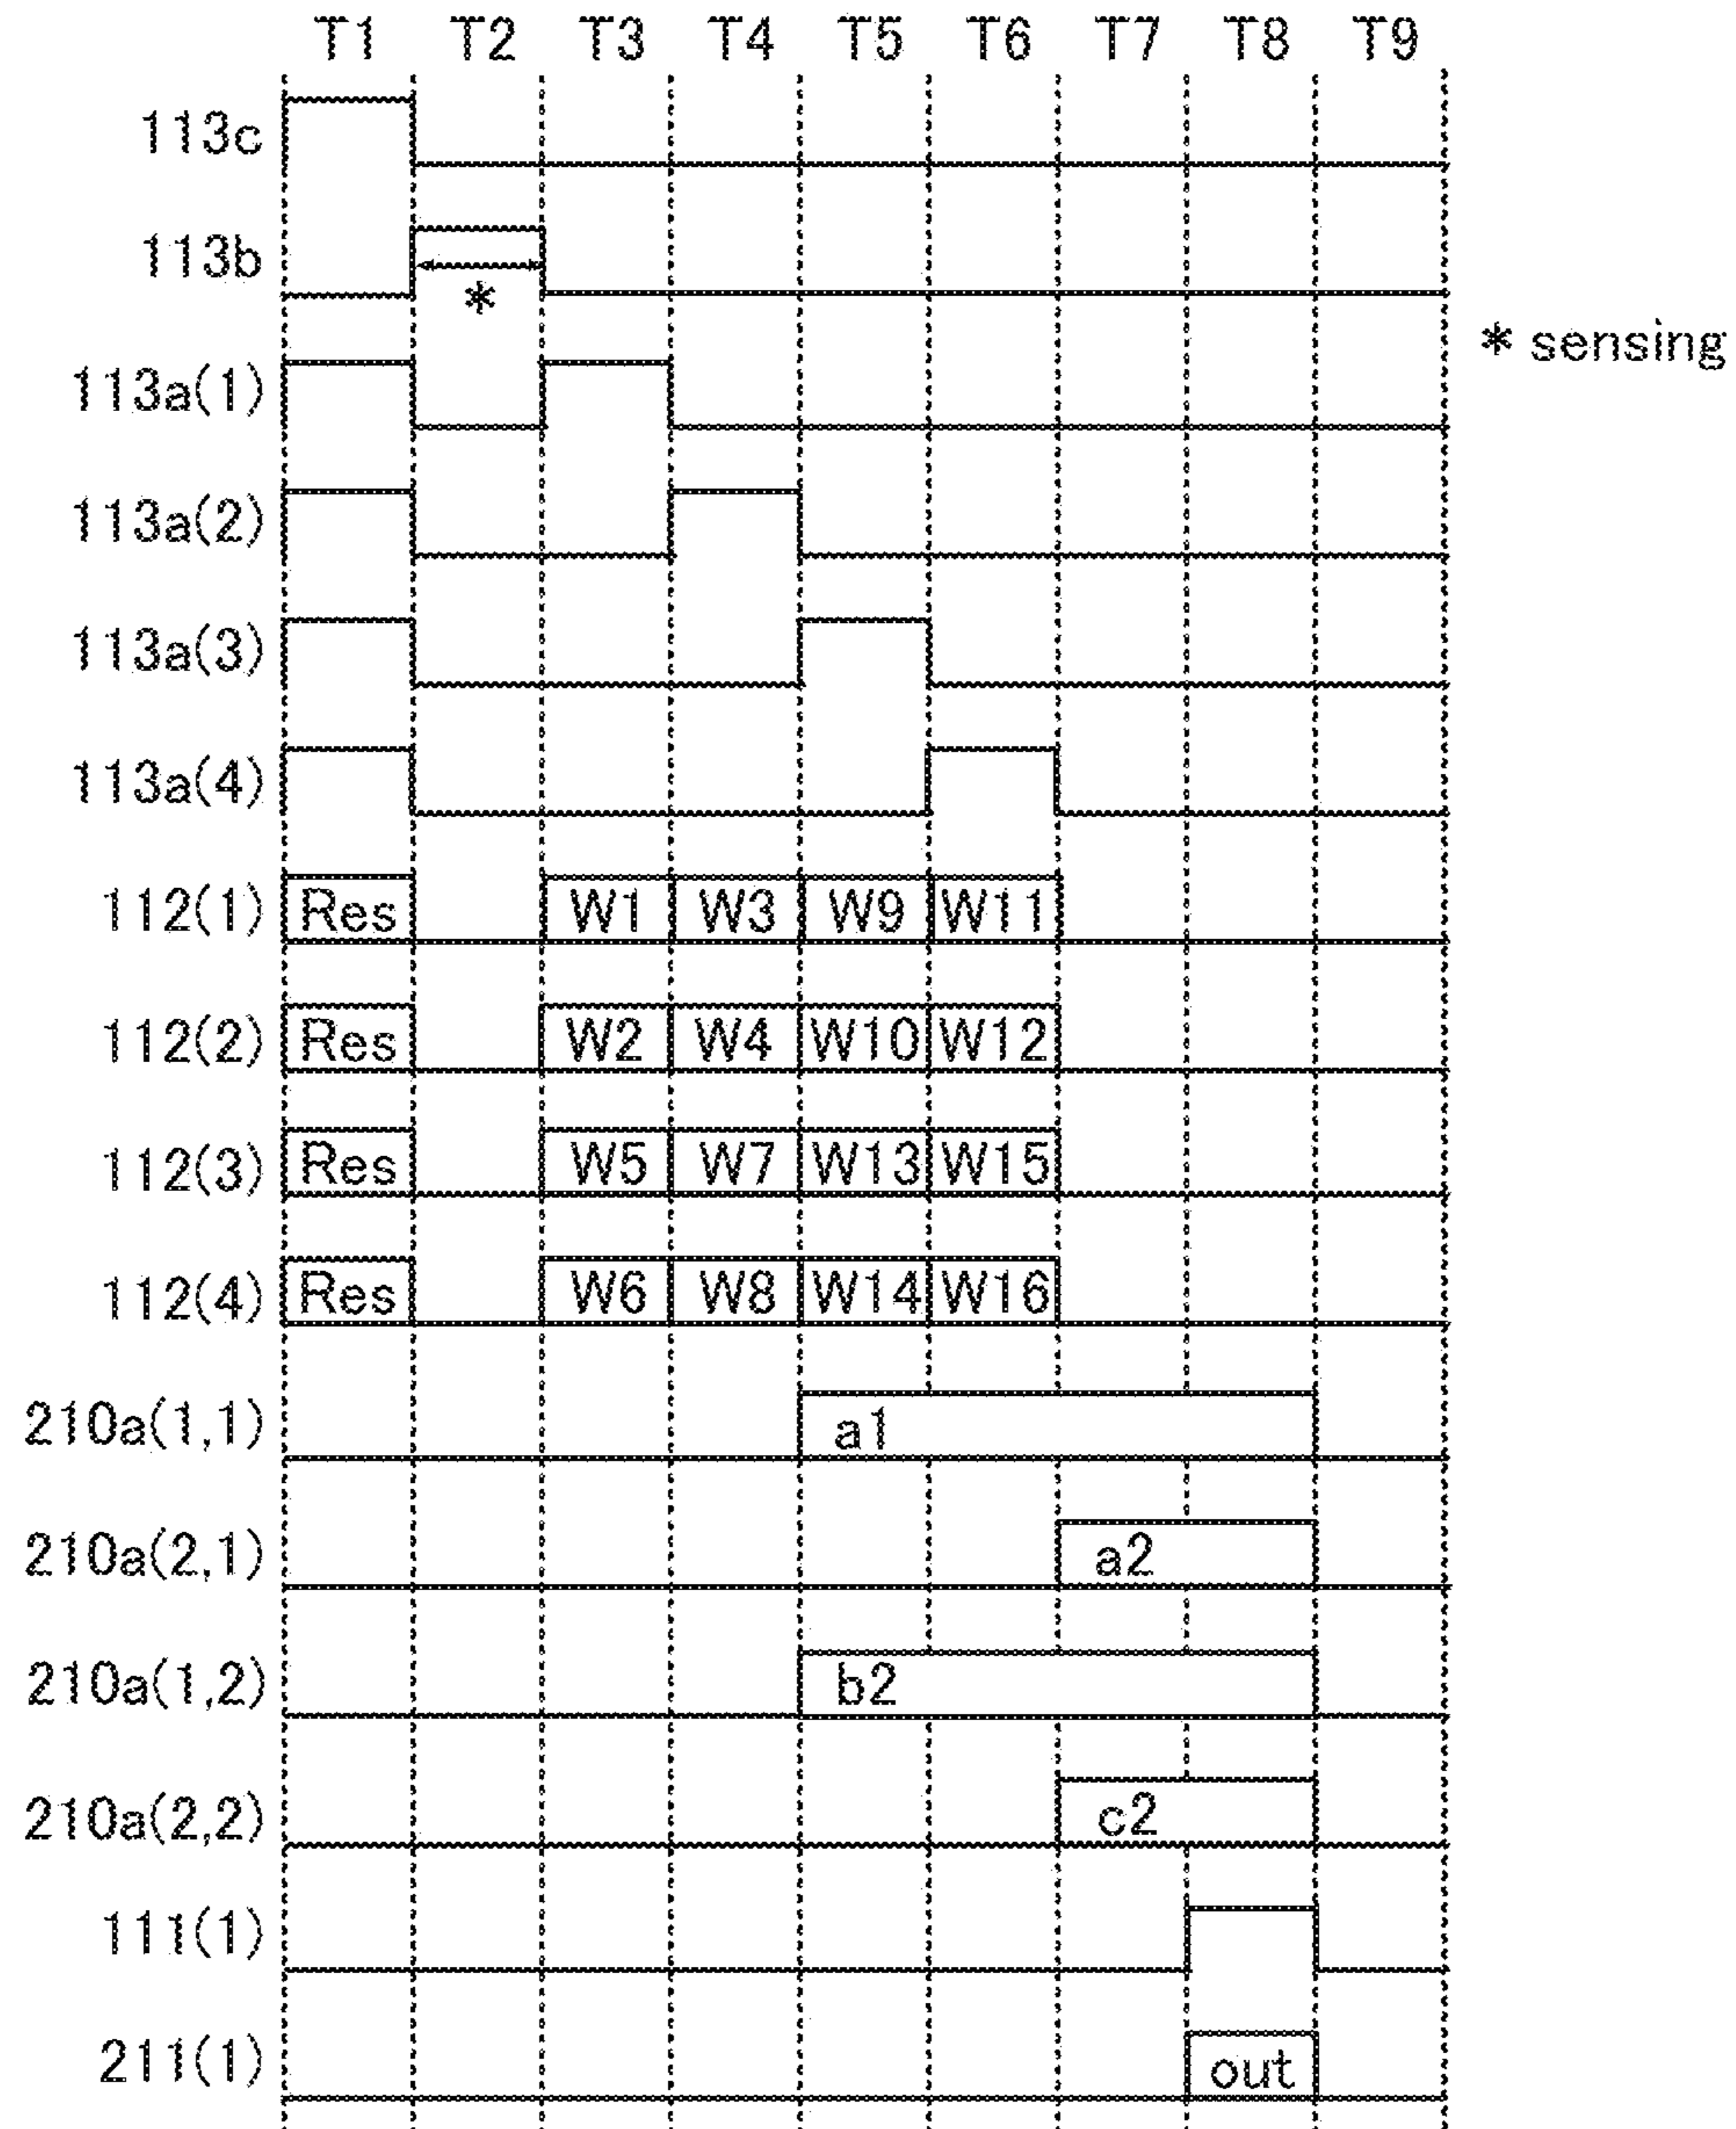 T1 T2 T3 T4 T5 T6 T7 T8 T9
113c
113b
*
* sensing
113a(1)
113a(2)
113a(3)
113a(4)
112(1) Res W1 W3 W9 W11
112(2) Res W2 W4 W10 W12
112(3) Res W5 W7 W13 W15
112(4) Res W6 W8 W14 W16
210a(1,1) a1
210a(2,1) a2
210a(1,2) b2
210a(2,2) c2
111(1)
211(1) out